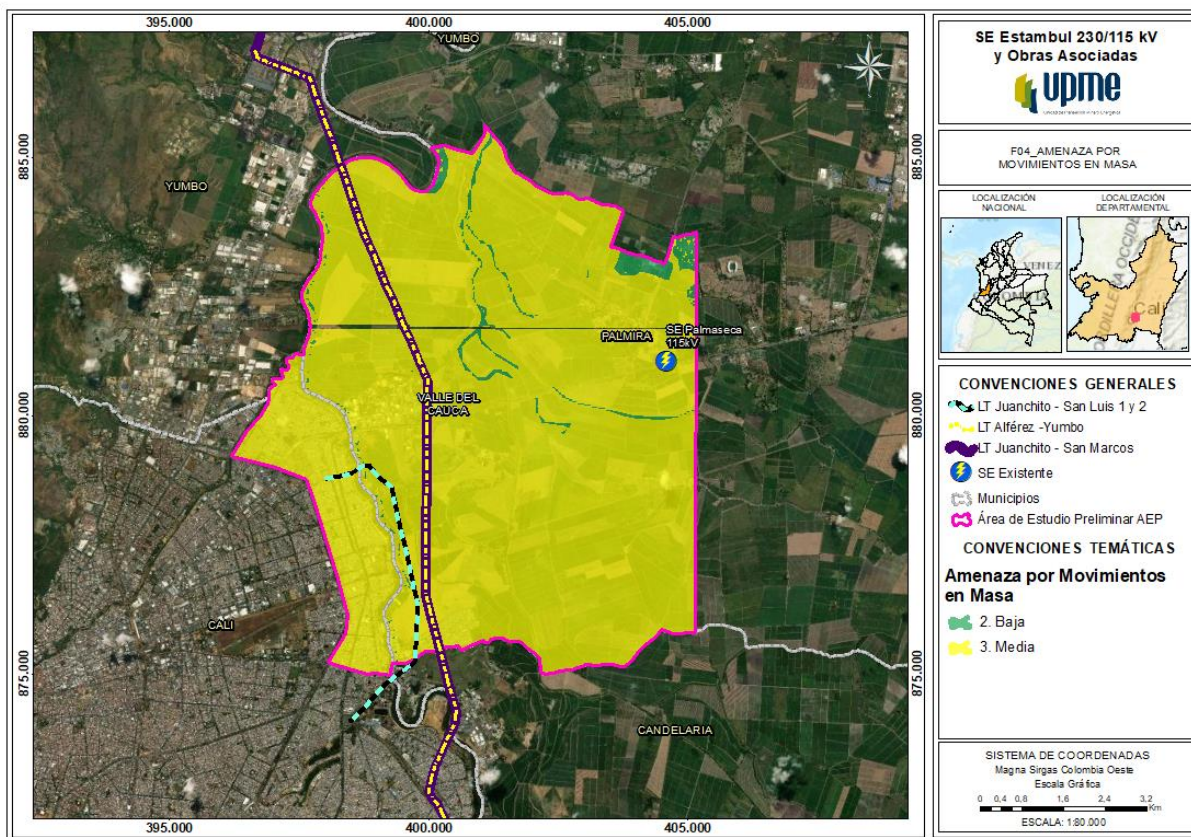 395.000
400.000
405.000
885.000
885.000
880.000
880.000
875.000
875.000
395.000
400.000
405.000
YUMBO
YUMBO
PALMIRA
SE Palmaseca
115kV
VALLE DEL
CAUCA
CALI
CANDELARIA
SE Estambul 230/115 kV
y Obras Asociadas
upme
F04_AMENAZA POR
MOVIMIENTOS EN MASA
LOCALIZACIÓN
NACIONAL
LOCALIZACIÓN
DEPARTAMENTAL
VENEZ
Cali
CONVENCIONES GENERALES
LT Juanchito - San Luis 1 y 2
LT Alférez -Yumbo
LT Juanchito - San Marcos
SE Existente
Municipios
Área de Estudio Preliminar AEP
CONVENCIONES TEMÁTICAS
Amenaza por Movimientos
en Masa
2. Baja
3. Media
SISTEMA DE COORDENADAS
Magna Sirgas Colombia Oeste
Escala Gráfica
0 0,4 0,8 1,6 2,4 3,2
Km
ESCALA: 1:80.000